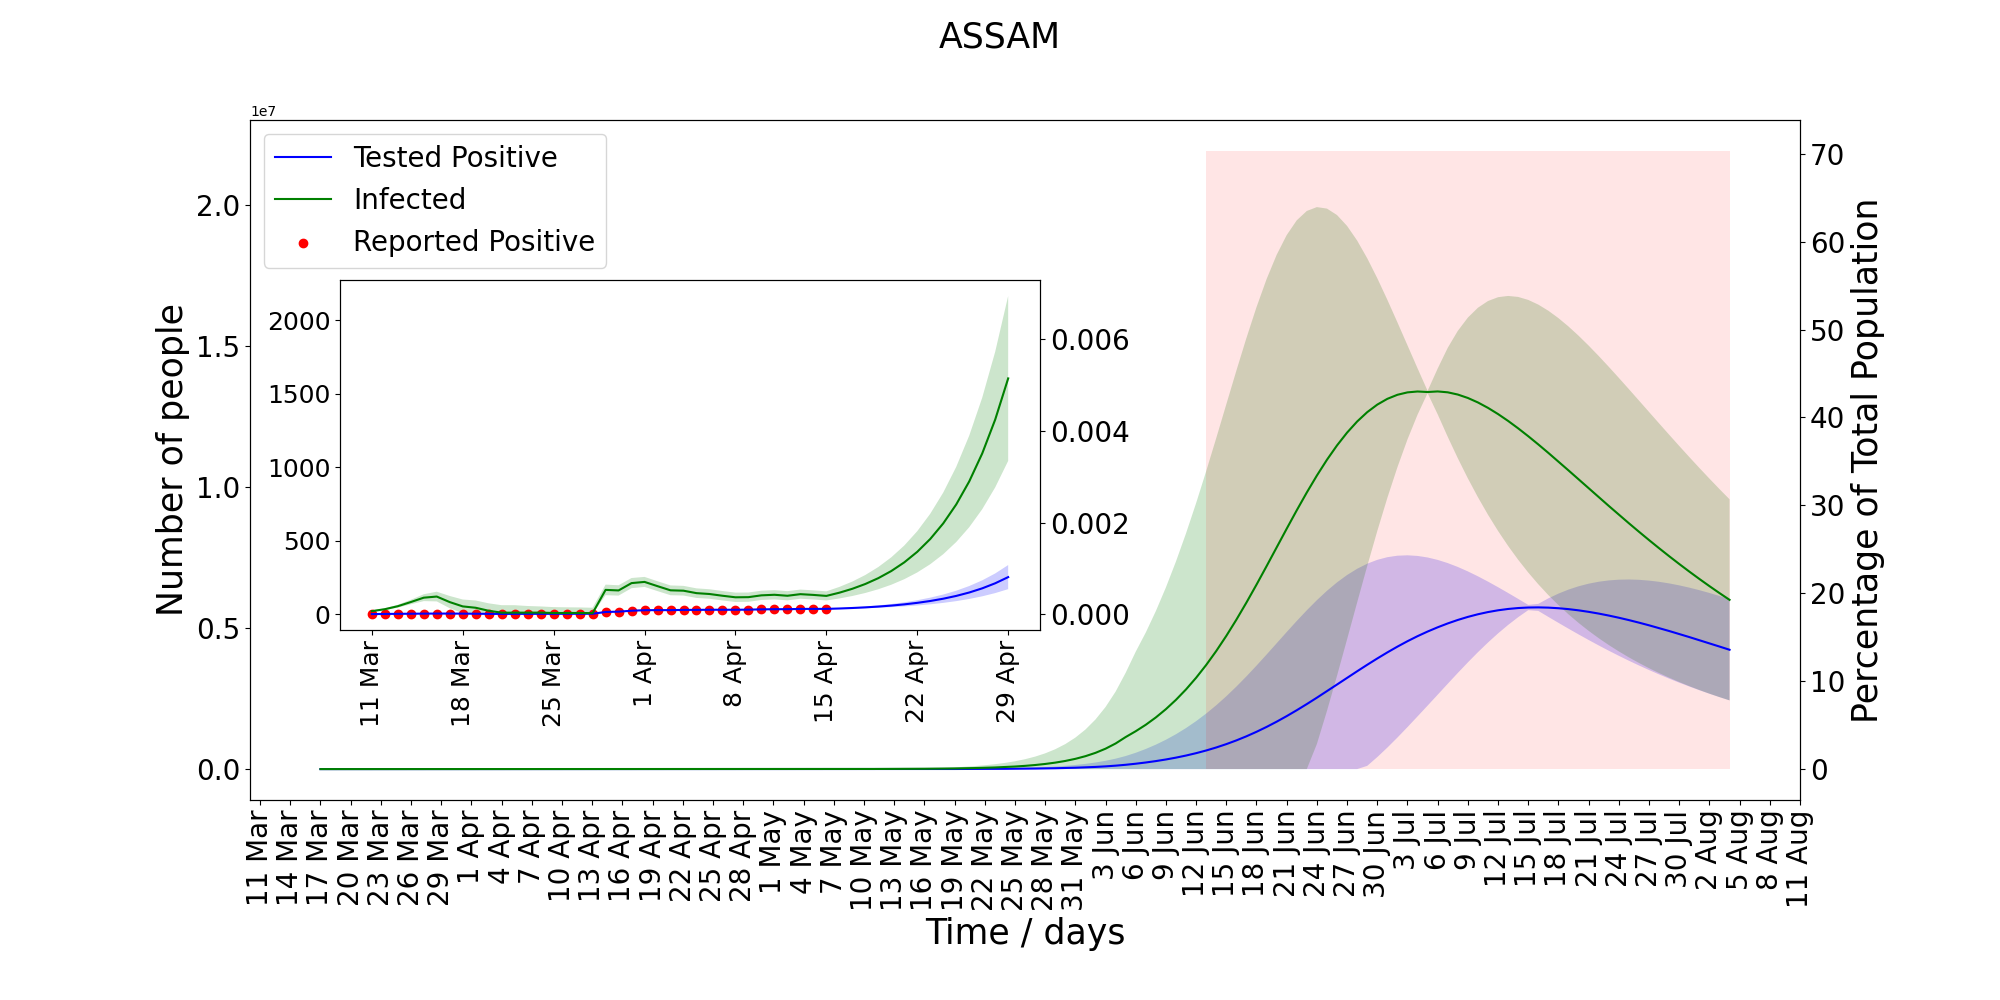 ASSAM
1e7
Tested Positive
Infected
Reported Positive
Number of people
2.0
1.5
1.0
0.5
0.0
Percentage of Total Population
70
60
50
40
30
20
10
0
2000
1500
1000
500
0
0.006
0.004
0.002
0.000
11 Mar
18 Mar
25 Mar
1 Apr
8 Apr
15 Apr
22 Apr
29 Apr
11 Mar
14 Mar
17 Mar
20 Mar
23 Mar
26 Mar
29 Mar
1 Apr
4 Apr
7 Apr
10 Apr
13 Apr
16 Apr
19 Apr
22 Apr
25 Apr
28 Apr
1 May
4 May
7 May
10 May
13 May
16 May
19 May
22 May
25 May
28 May
31 May
3 Jun
6 Jun
9 Jun
12 Jun
15 Jun
18 Jun
21 Jun
24 Jun
27 Jun
30 Jun
3 Jul
6 Jul
9 Jul
12 Jul
15 Jul
18 Jul
21 Jul
24 Jul
27 Jul
30 Jul
2 Aug
5 Aug
8 Aug
11 Aug
Time / days